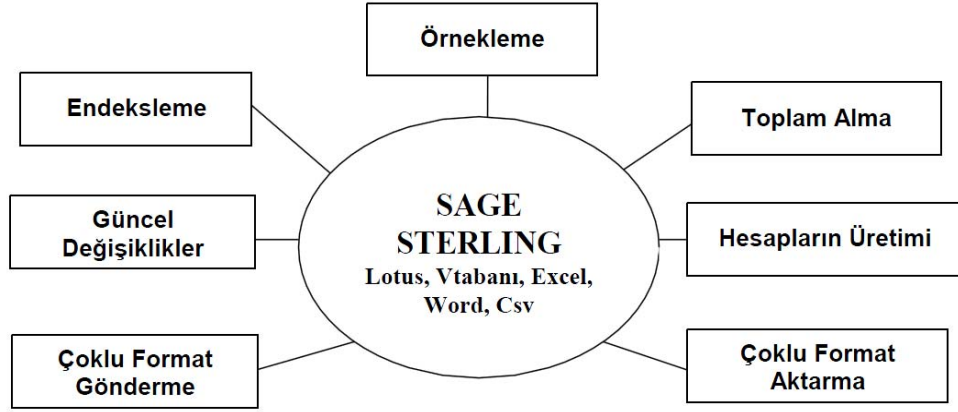 Örnekleme
Endeksleme
Toplam Alma
SAGE
STERLING
Lotus, Vtabanı, Excel,
Word, Csv
Güncel
Değişiklikler
Hesapların Üretimi
Çoklu Format
Gönderme
Çoklu Format
Aktarma